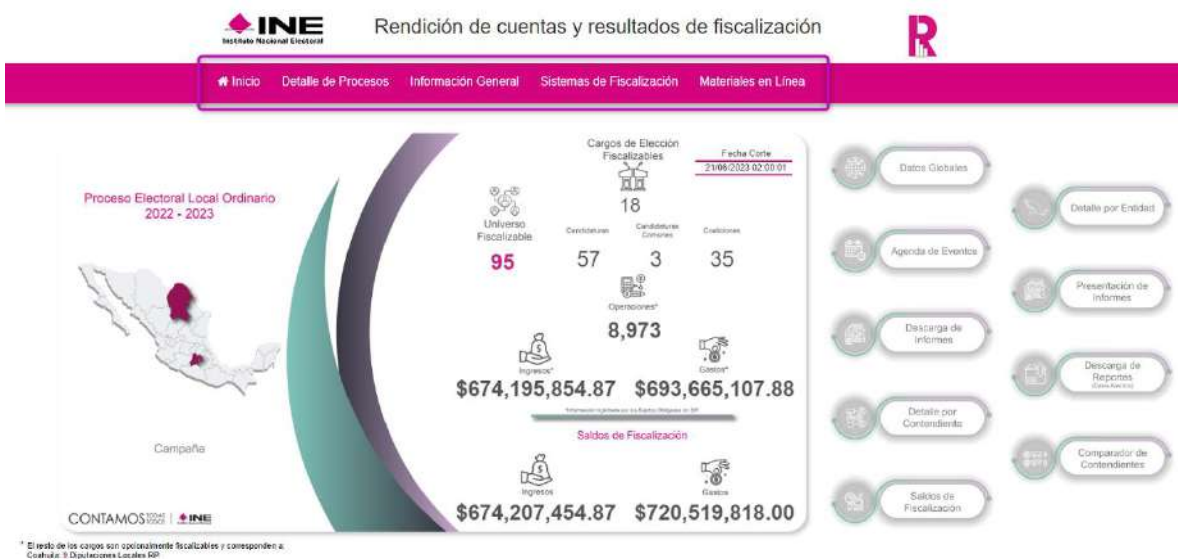 INE
Instituto Nacional Electoral
Rendición de cuentas y resultados de fiscalización
R
Inicio Detalle de Procesos Información General Sistemas de Fiscalización Materiales en Línea
Proceso Electoral Local Ordinario
2022 - 2023
Campaña
CONTAMOS
INE
Cargos de Elección
Fiscalizables
18
Fecha Corte
21/06/2023 02:00:01
Universo
Fiscalizable
95
Candidaturas
57
Candidaturas
Comunes
3
Coaliciones
35
Operaciones*
8,973
Ingresos*
$674,195,854.87
Gastos*
$693,665,107.88
Saldos de Fiscalización
Ingresos
$674,207,454.87
Gastos
$720,519,818.00
Datos Globales
Detalle por Entidad
Agenda de Eventos
Presentación de
Informes
Descarga de
Informes
Descarga de
Reportes
Detalle por
Contendiente
Comparador de
Contendientes
Saldos de
Fiscalización
* El resto de los cargos son opcionalmente fiscalizables y corresponden a:
Coahuila: 9 Diputaciones Locales RP